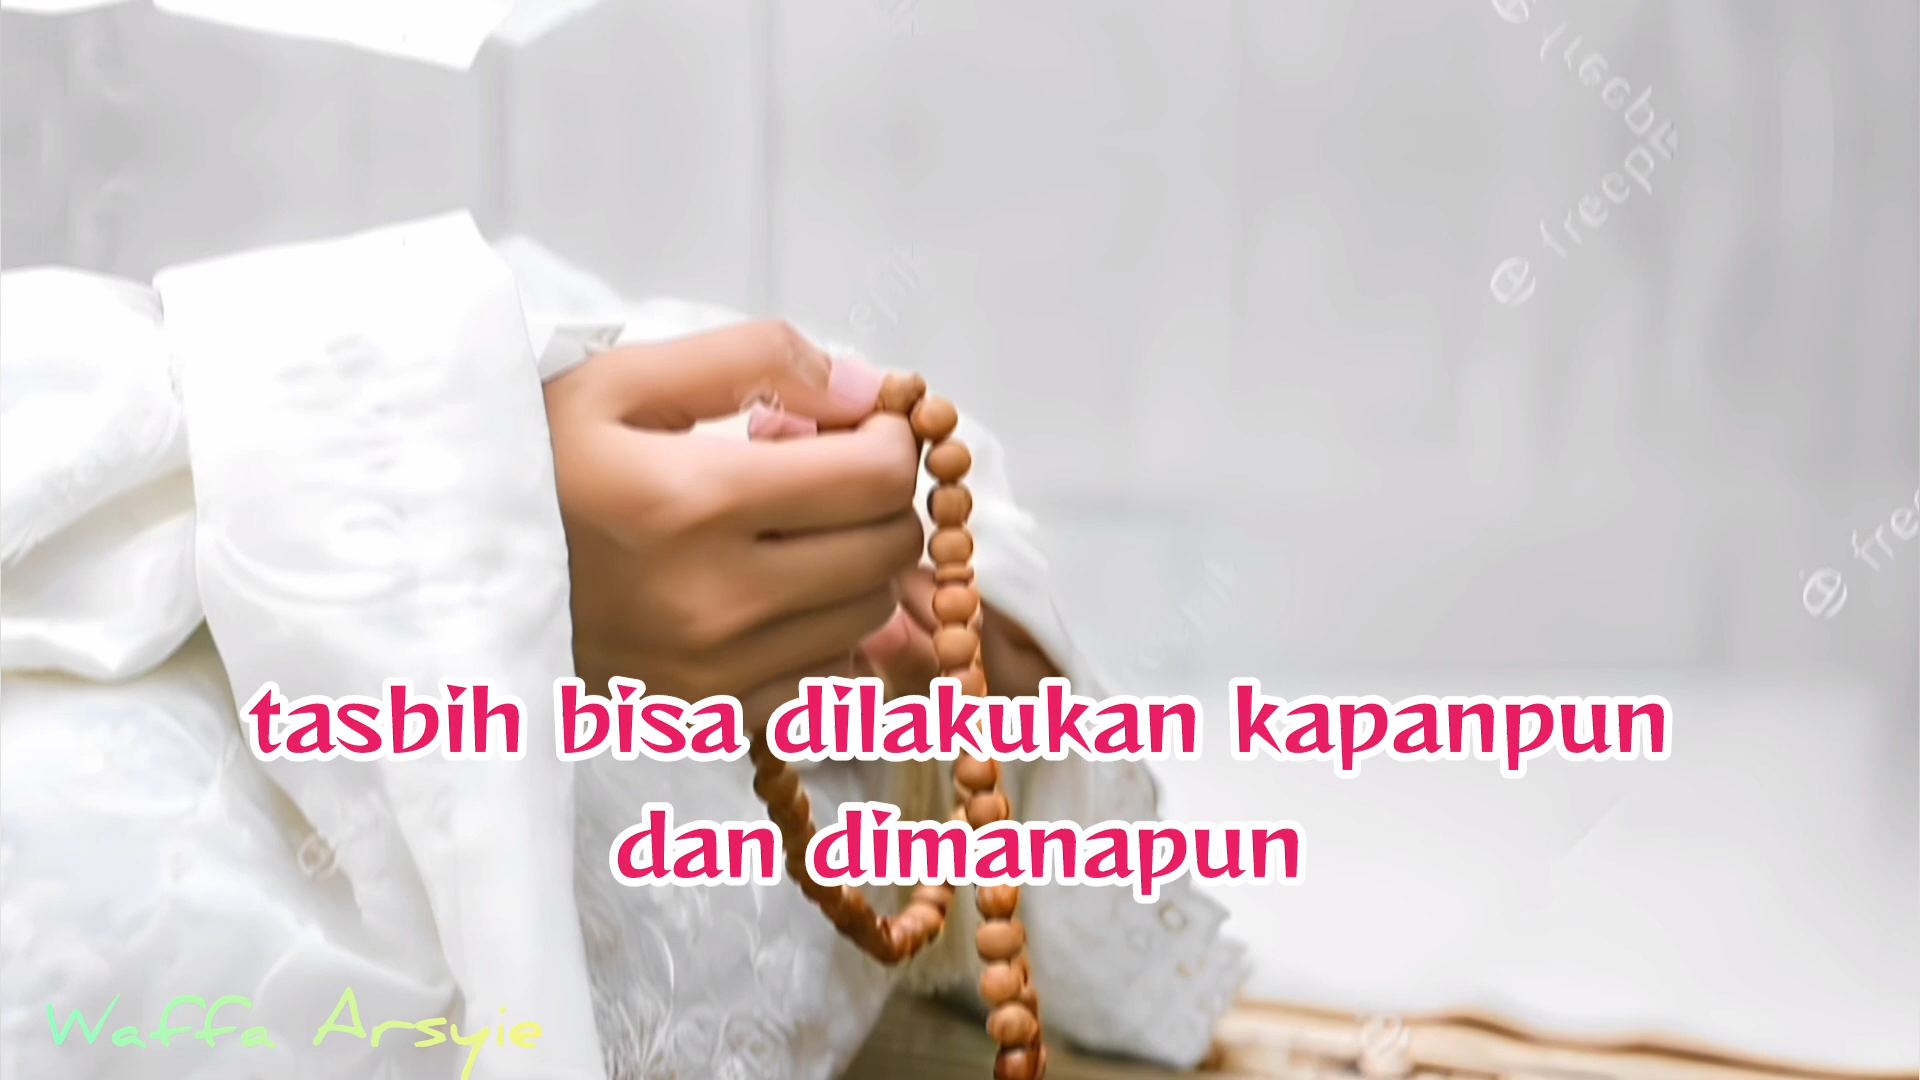 tasbih bisa dilakukan kapanpun
dan dimanapun
Waffa Arsyie